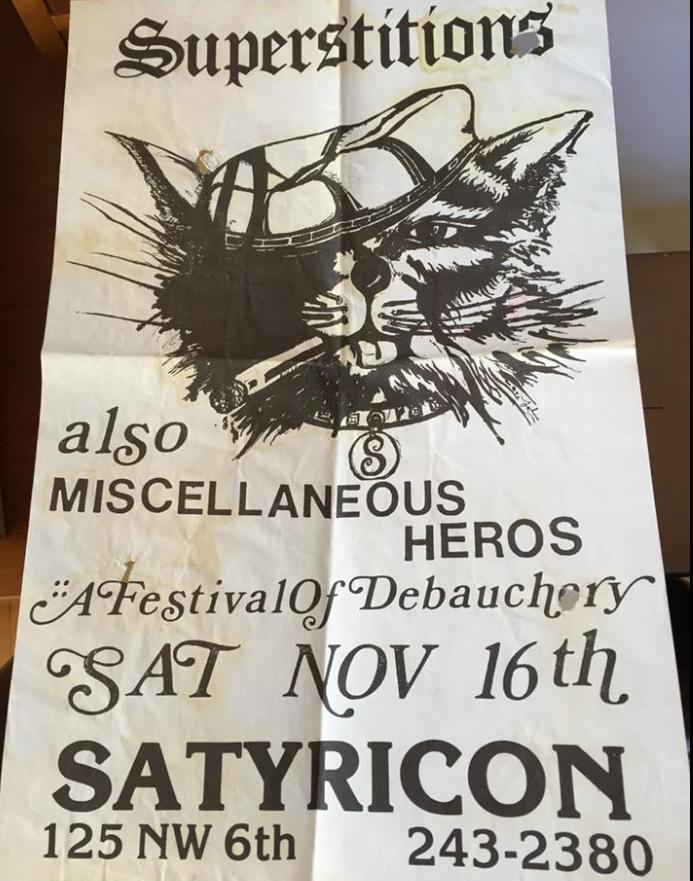 Superstitions
S
also
MISCELLANEOUS
HEROS
::A Festival Of Debauchery
SAT NOV 16th
SATYRICON
125 NW 6th 243-2380